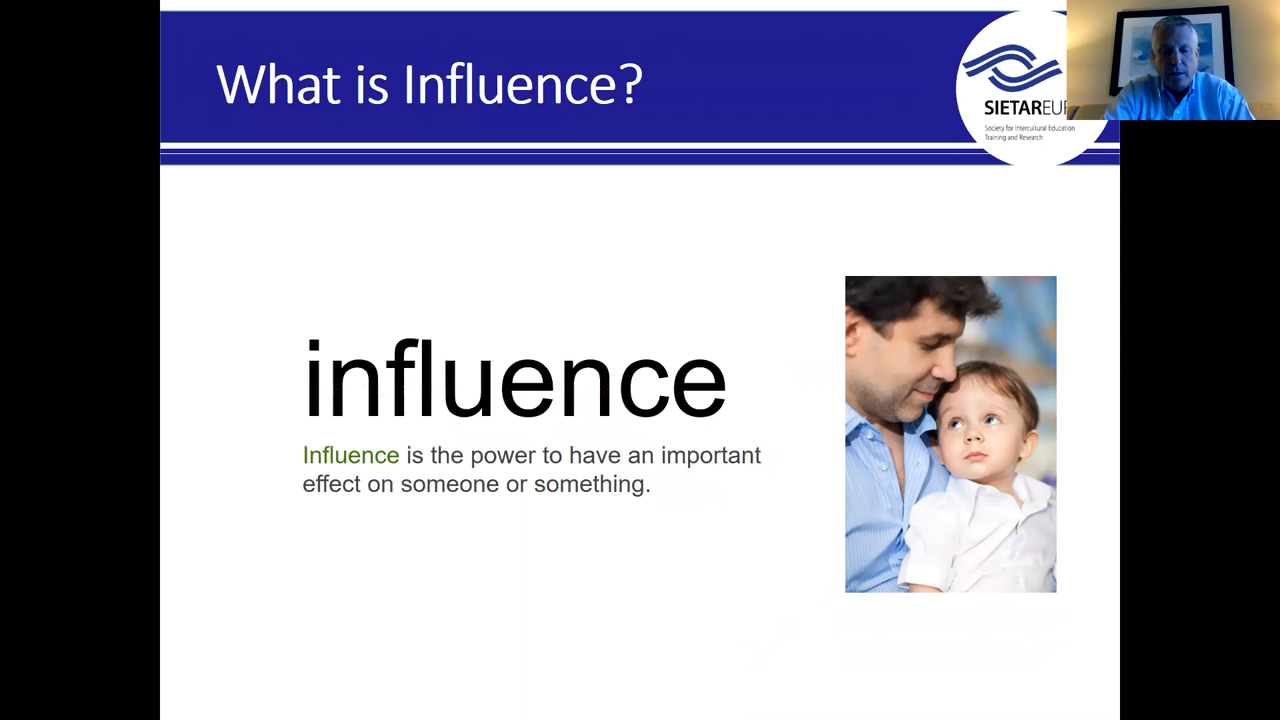 What is Influence?
SIETAREU
Society for Intercultural Education
Training and Research
influence
Influence is the power to have an important
effect on someone or something.